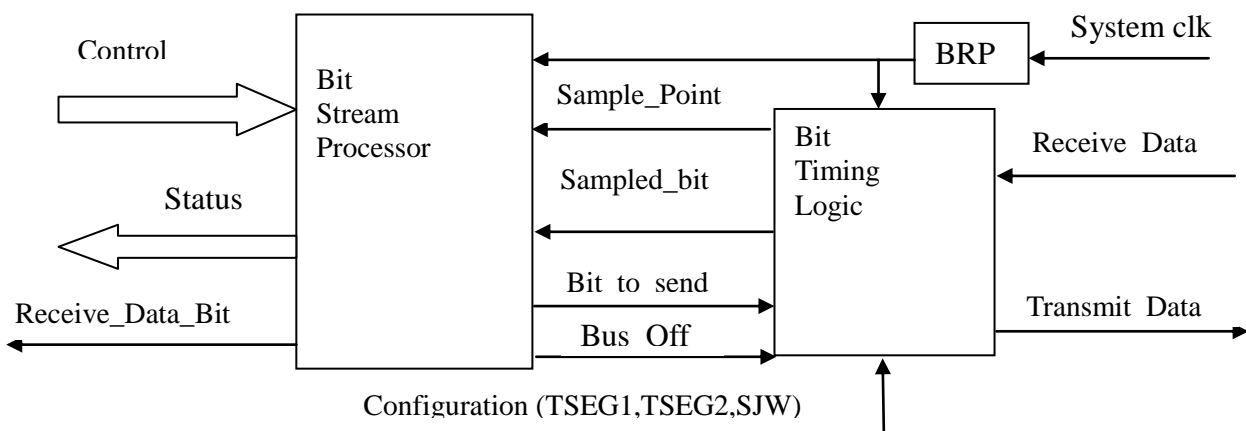 System clk
Control
BRP
Bit
Stream
Processor
Sample_Point
Bit
Timing
Logic
Receive Data
Sampled_bit
Status
Bit to send
Receive_Data_Bit
Transmit Data
Bus Off
Configuration (TSEG1,TSEG2,SJW)